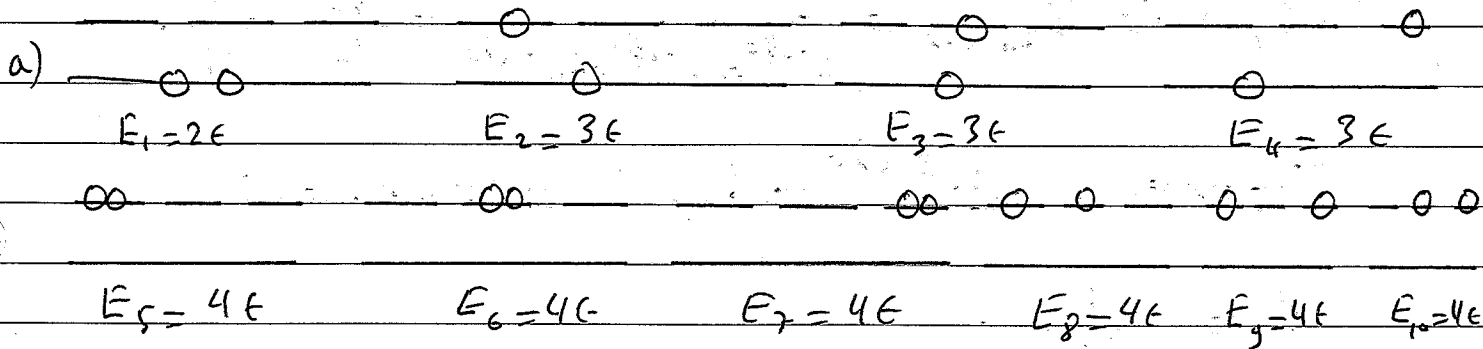 a)
E₁ = 2ϵ E₂ = 3ϵ E₃ = 3ϵ E₄ = 3ϵ
E₅ = 4ϵ E₆ = 4ϵ E₇ = 4ϵ E₈ = 4ϵ E₉ = 4ϵ E₁₀ = 4ϵ